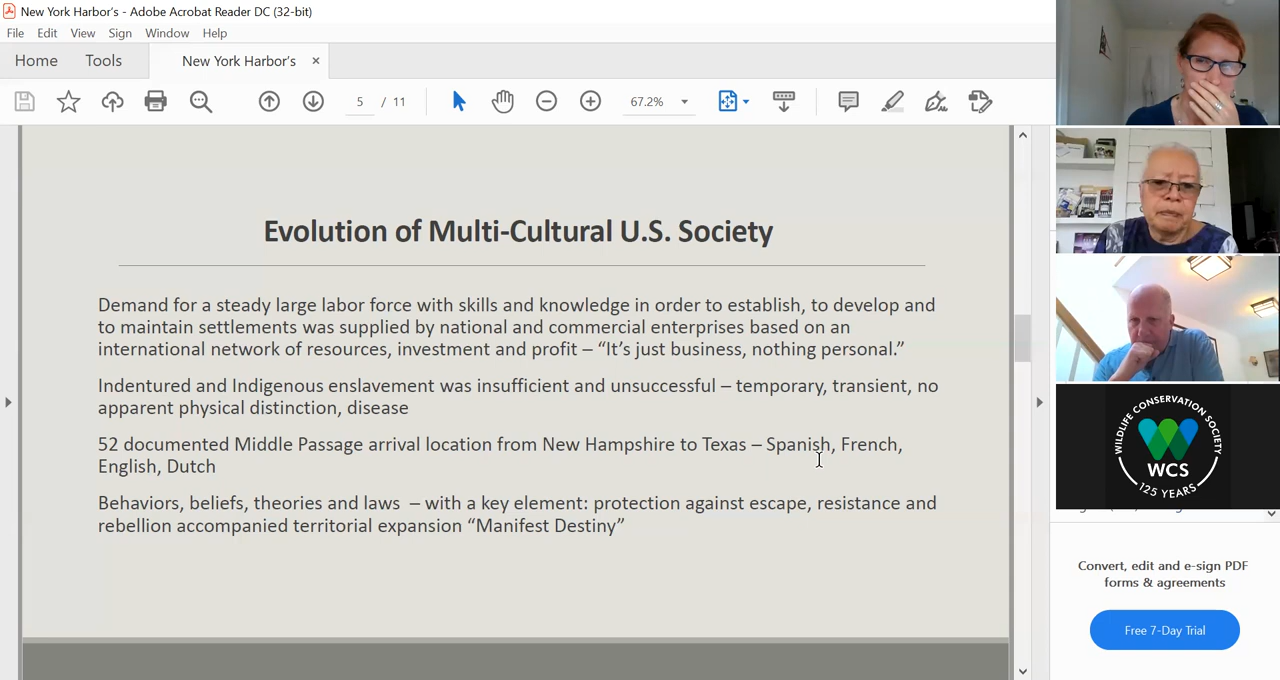 New York Harbor's - Adobe Acrobat Reader DC (32-bit)
File Edit View Sign Window Help
Home Tools New York Harbor's ×
5 / 11 67.2%
Evolution of Multi-Cultural U.S. Society
Demand for a steady large labor force with skills and knowledge in order to establish, to develop and
to maintain settlements was supplied by national and commercial enterprises based on an
international network of resources, investment and profit – “It’s just business, nothing personal.”
Indentured and Indigenous enslavement was insufficient and unsuccessful – temporary, transient, no
apparent physical distinction, disease
52 documented Middle Passage arrival location from New Hampshire to Texas – Spanish, French,
English, Dutch
Behaviors, beliefs, theories and laws  – with a key element: protection against escape, resistance and
rebellion accompanied territorial expansion “Manifest Destiny”
WILDLIFE CONSERVATION SOCIETY
WCS
125 YEARS
Convert, edit and e-sign PDF
forms & agreements
Free 7-Day Trial